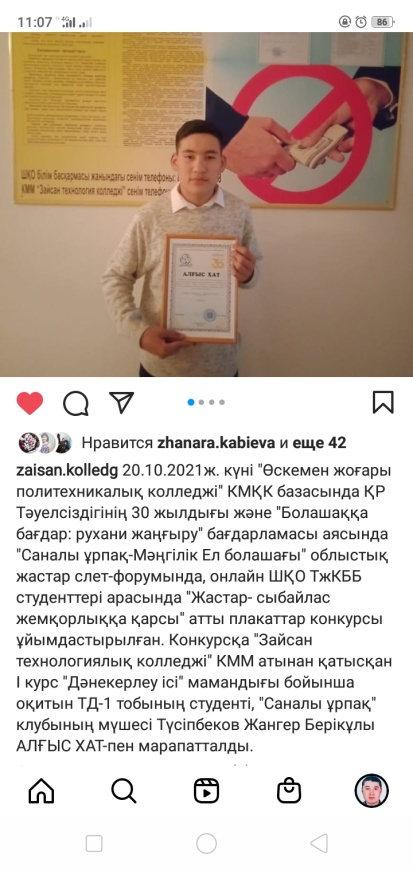 11:07
4G
86
ШҚО білім басқармасы жанындағы сенім телефоны:
КММ "Зайсан технология колледжі" сенім телефо
АЛҒЫС ХАТ
Нравится zhanara.kabieva и еще 42
zaisan.kolledg 20.10.2021ж. күні "Өскемен жоғары
политехникалық колледжі" КМҚК базасында ҚР
Тәуелсіздігінің 30 жылдығы және "Болашаққа
бағдар: рухани жаңғыру" бағдарламасы аясында
"Саналы ұрпақ-Мәңгілік Ел болашағы" облыстық
жастар слет-форумында, онлайн ШҚО ТжКББ
студенттері арасында "Жастар- сыбайлас
жемқорлыққа қарсы" атты плакаттар конкурсы
ұйымдастырылған. Конкурсқа "Зайсан
технологиялық колледжі" КММ атынан қатысқан
I курс "Дәнекерлеу ісі" мамандығы бойынша
оқитын ТД-1 тобының студенті, "Саналы ұрпақ"
клубының мүшесі Түсіпбеков Жангер Берікұлы
АЛҒЫС ХАТ-пен марапатталды.